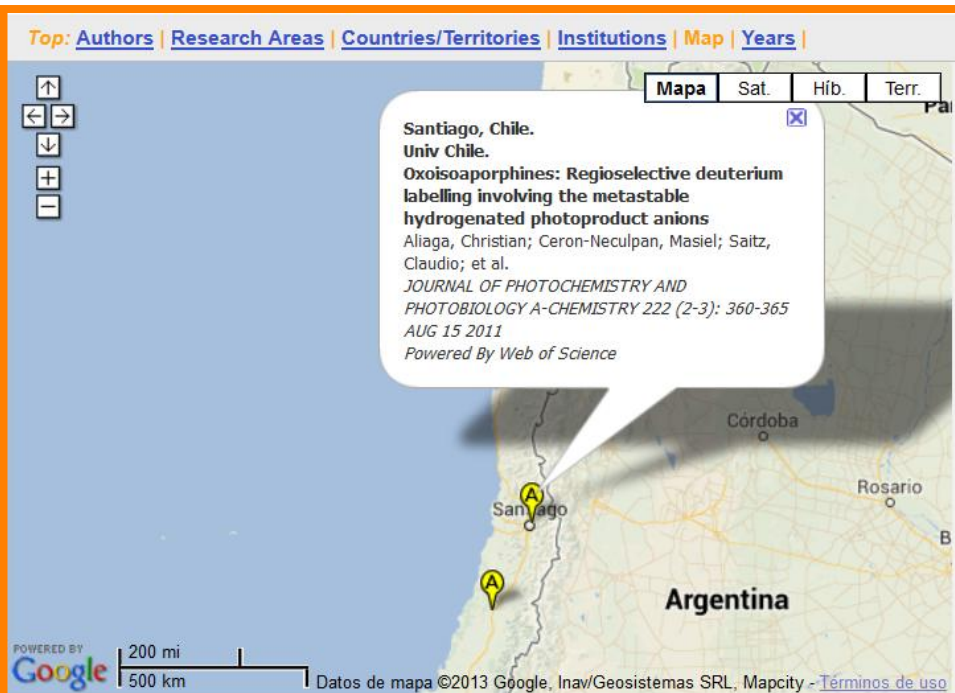 Top: Authors | Research Areas | Countries/Territories | Institutions | Map | Years |
Mapa Sat. Híb. Terr.
Santiago, Chile.
Univ Chile.
Oxoisoaporphines: Regioselective deuterium
labelling involving the metastable
hydrogenated photoproduct anions
Aliaga, Christian; Ceron-Neculpan, Masiel; Saitz,
Claudio; et al.
JOURNAL OF PHOTOCHEMISTRY AND
PHOTOBIOLOGY A-CHEMISTRY 222 (2-3): 360-365
AUG 15 2011
Powered By Web of Science
Córdoba
Rosario
A
Santiago
B
A
Argentina
POWERED BY
Google
200 mi
500 km
Datos de mapa ©2013 Google, Inav/Geosistemas SRL, Mapcity - Términos de uso